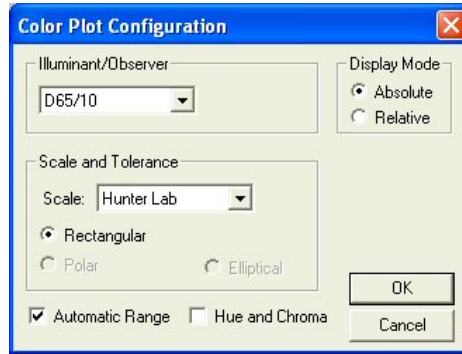 Color Plot Configuration
Illuminant/Observer
D65/10
Display Mode
Absolute
Relative
Scale and Tolerance
Scale: Hunter Lab
Rectangular
Polar Elliptical
Automatic Range Hue and Chroma
OK
Cancel